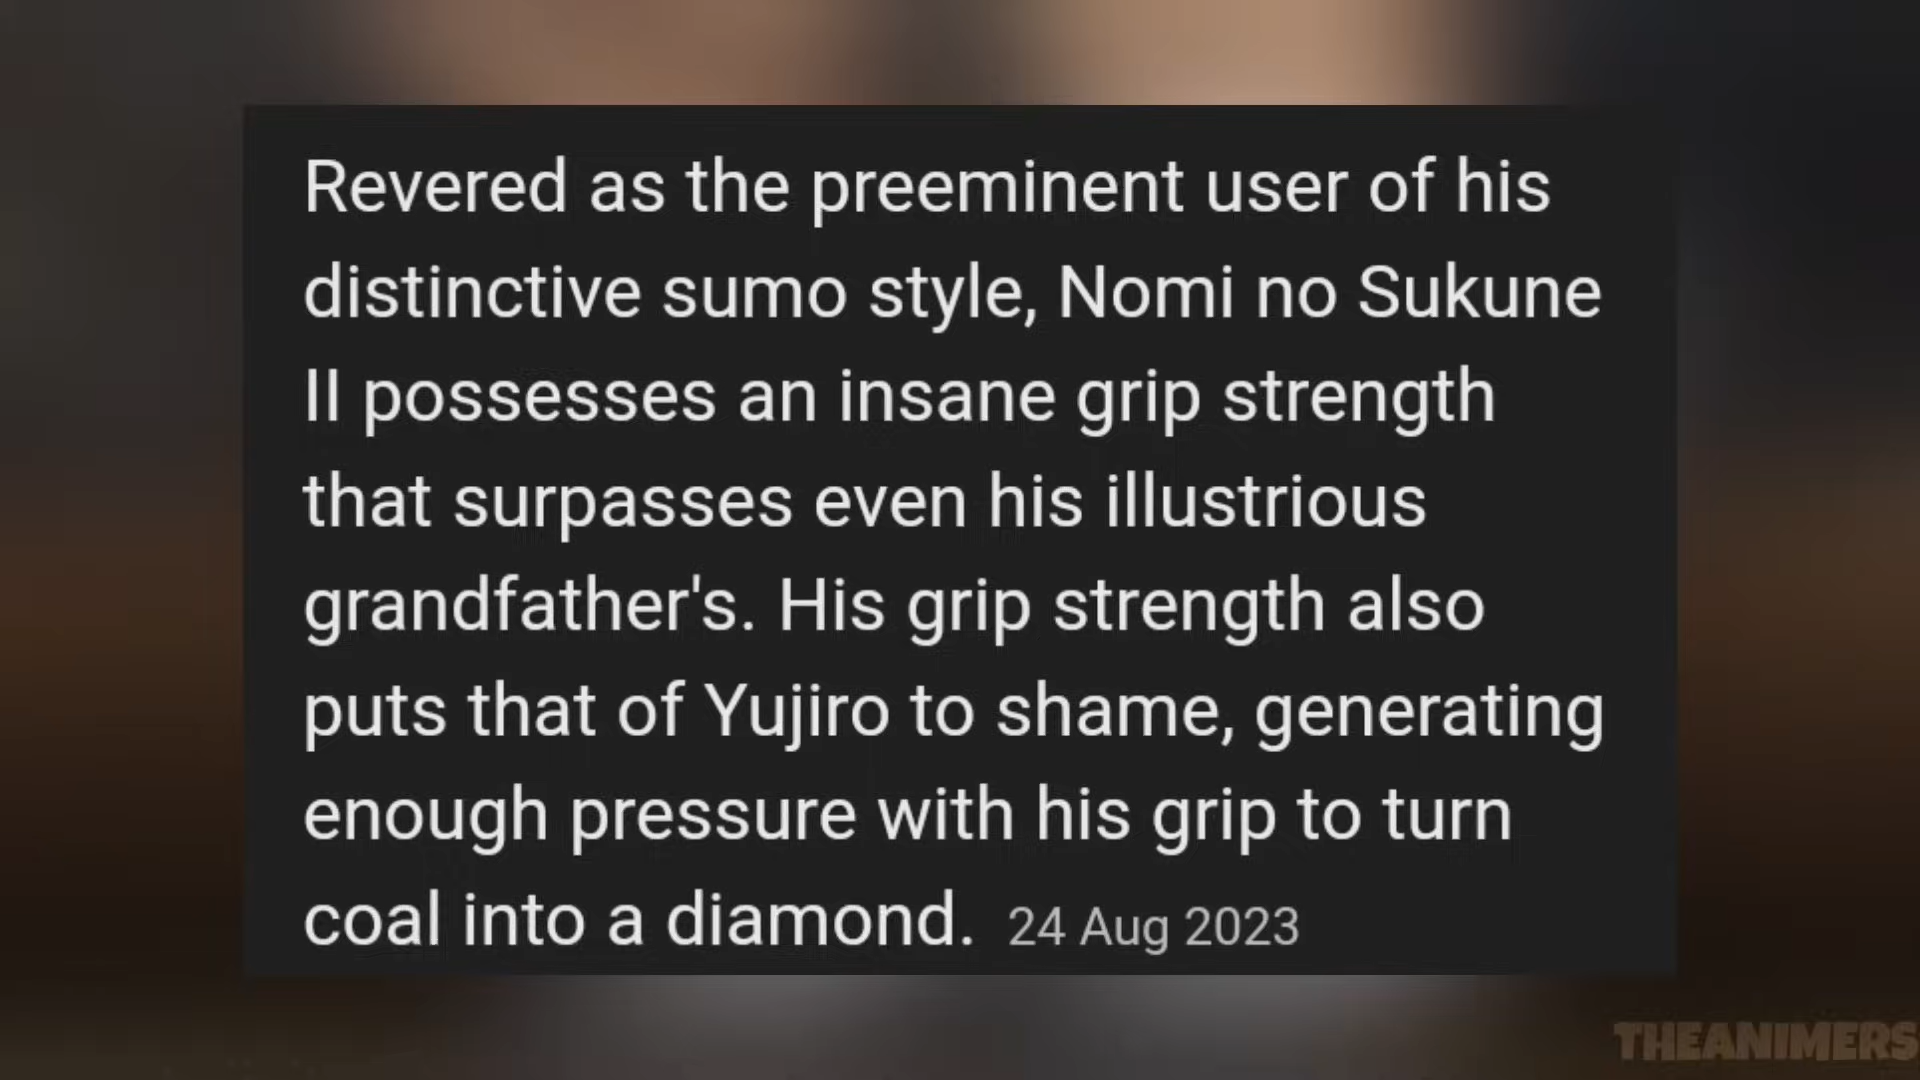 Revered as the preeminent user of his
distinctive sumo style, Nomi no Sukune
II possesses an insane grip strength
that surpasses even his illustrious
grandfather's. His grip strength also
puts that of Yujiro to shame, generating
enough pressure with his grip to turn
coal into a diamond. 24 Aug 2023
THEANIMERS